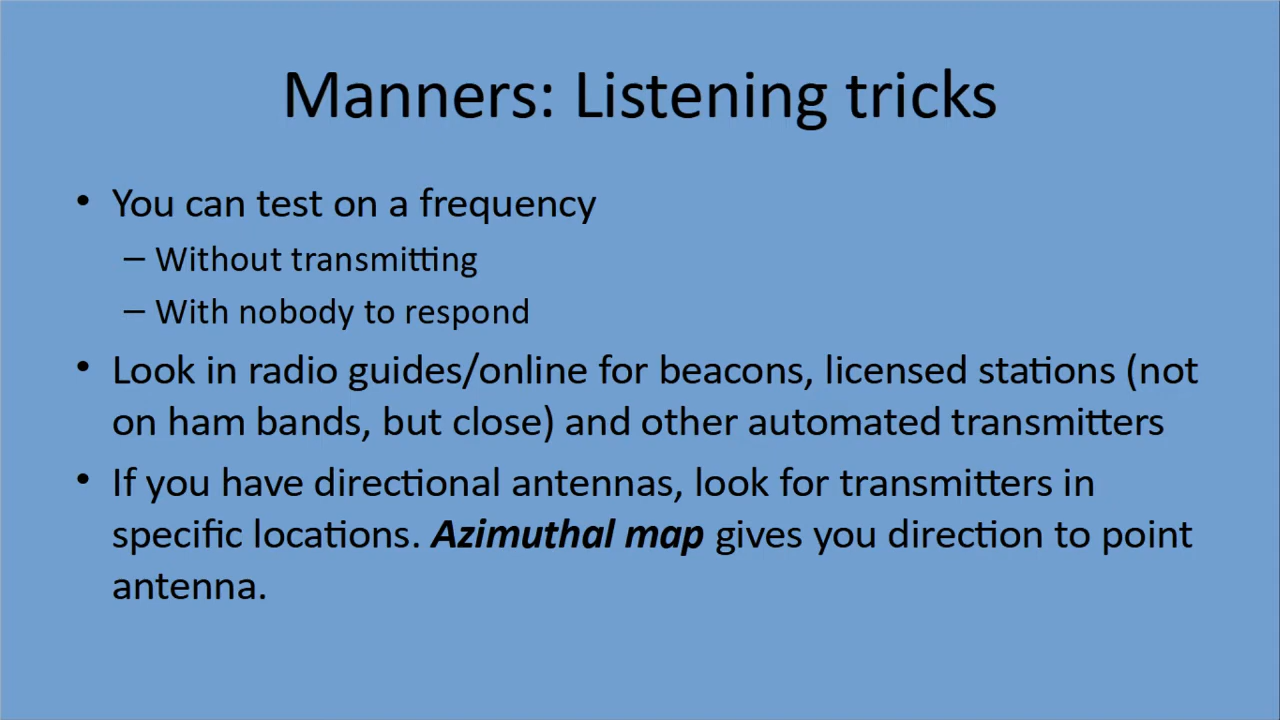 Manners: Listening tricks
• You can test on a frequency
– Without transmitting
– With nobody to respond
• Look in radio guides/online for beacons, licensed stations (not
on ham bands, but close) and other automated transmitters
• If you have directional antennas, look for transmitters in
specific locations. Azimuthal map gives you direction to point
antenna.